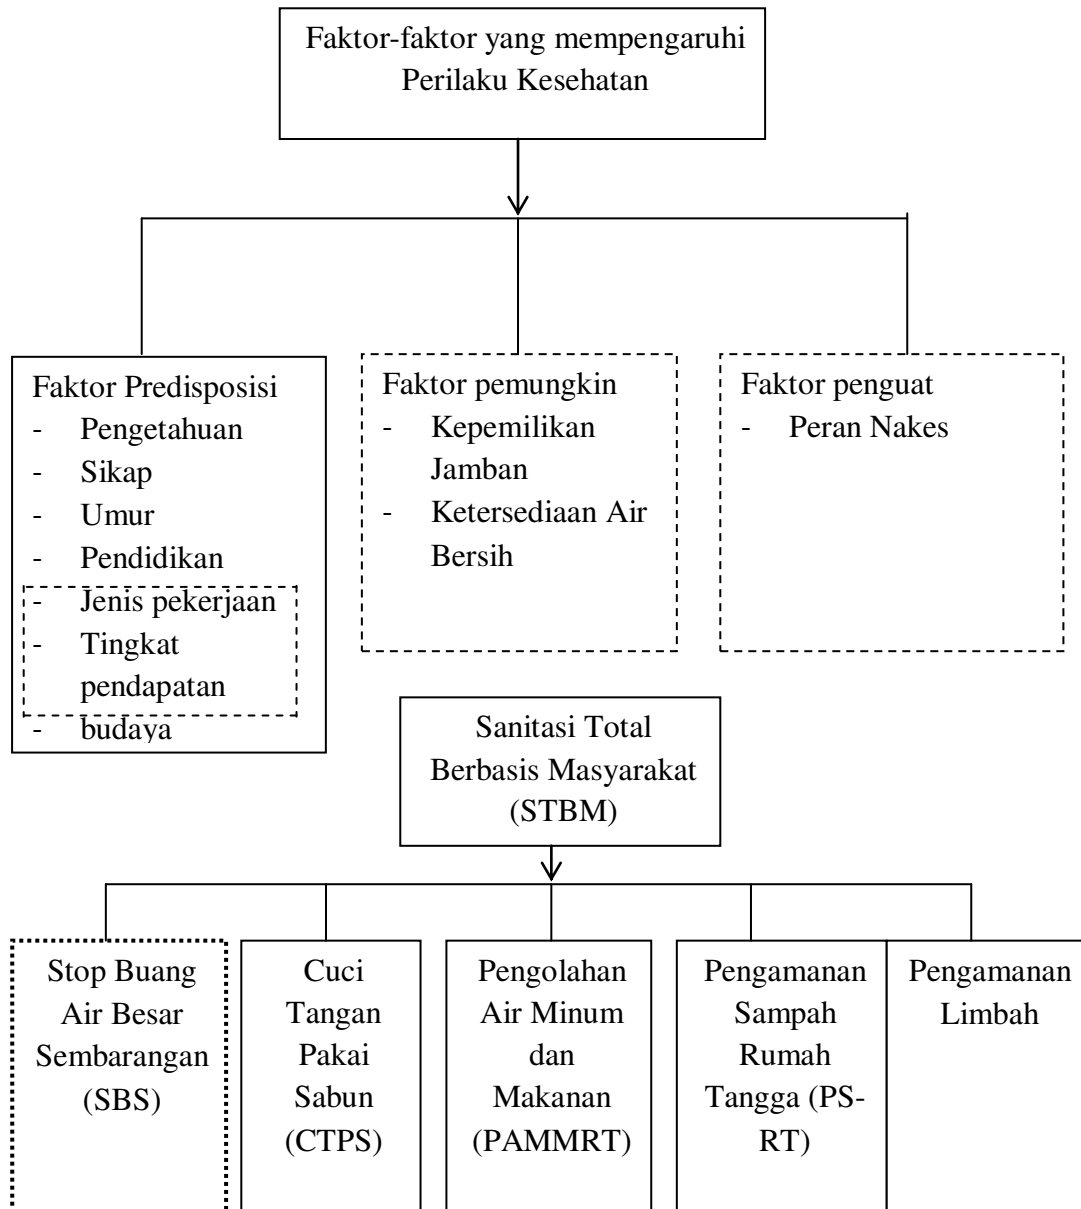 Faktor-faktor yang mempengaruhi
Perilaku Kesehatan
Faktor Predisposisi
- Pengetahuan
- Sikap
- Umur
- Pendidikan
- Jenis pekerjaan
- Tingkat
pendapatan
- budaya
Faktor pemungkin
- Kepemilikan
Jamban
- Ketersediaan Air
Bersih
Faktor penguat
- Peran Nakes
Sanitasi Total
Berbasis Masyarakat
(STBM)
Stop Buang
Air Besar
Sembarangan
(SBS)
Cuci
Tangan
Pakai
Sabun
(CTPS)
Pengolahan
Air Minum
dan
Makanan
(PAMMRT)
Pengamanan
Sampah
Rumah
Tangga (PS-
RT)
Pengamanan
Limbah